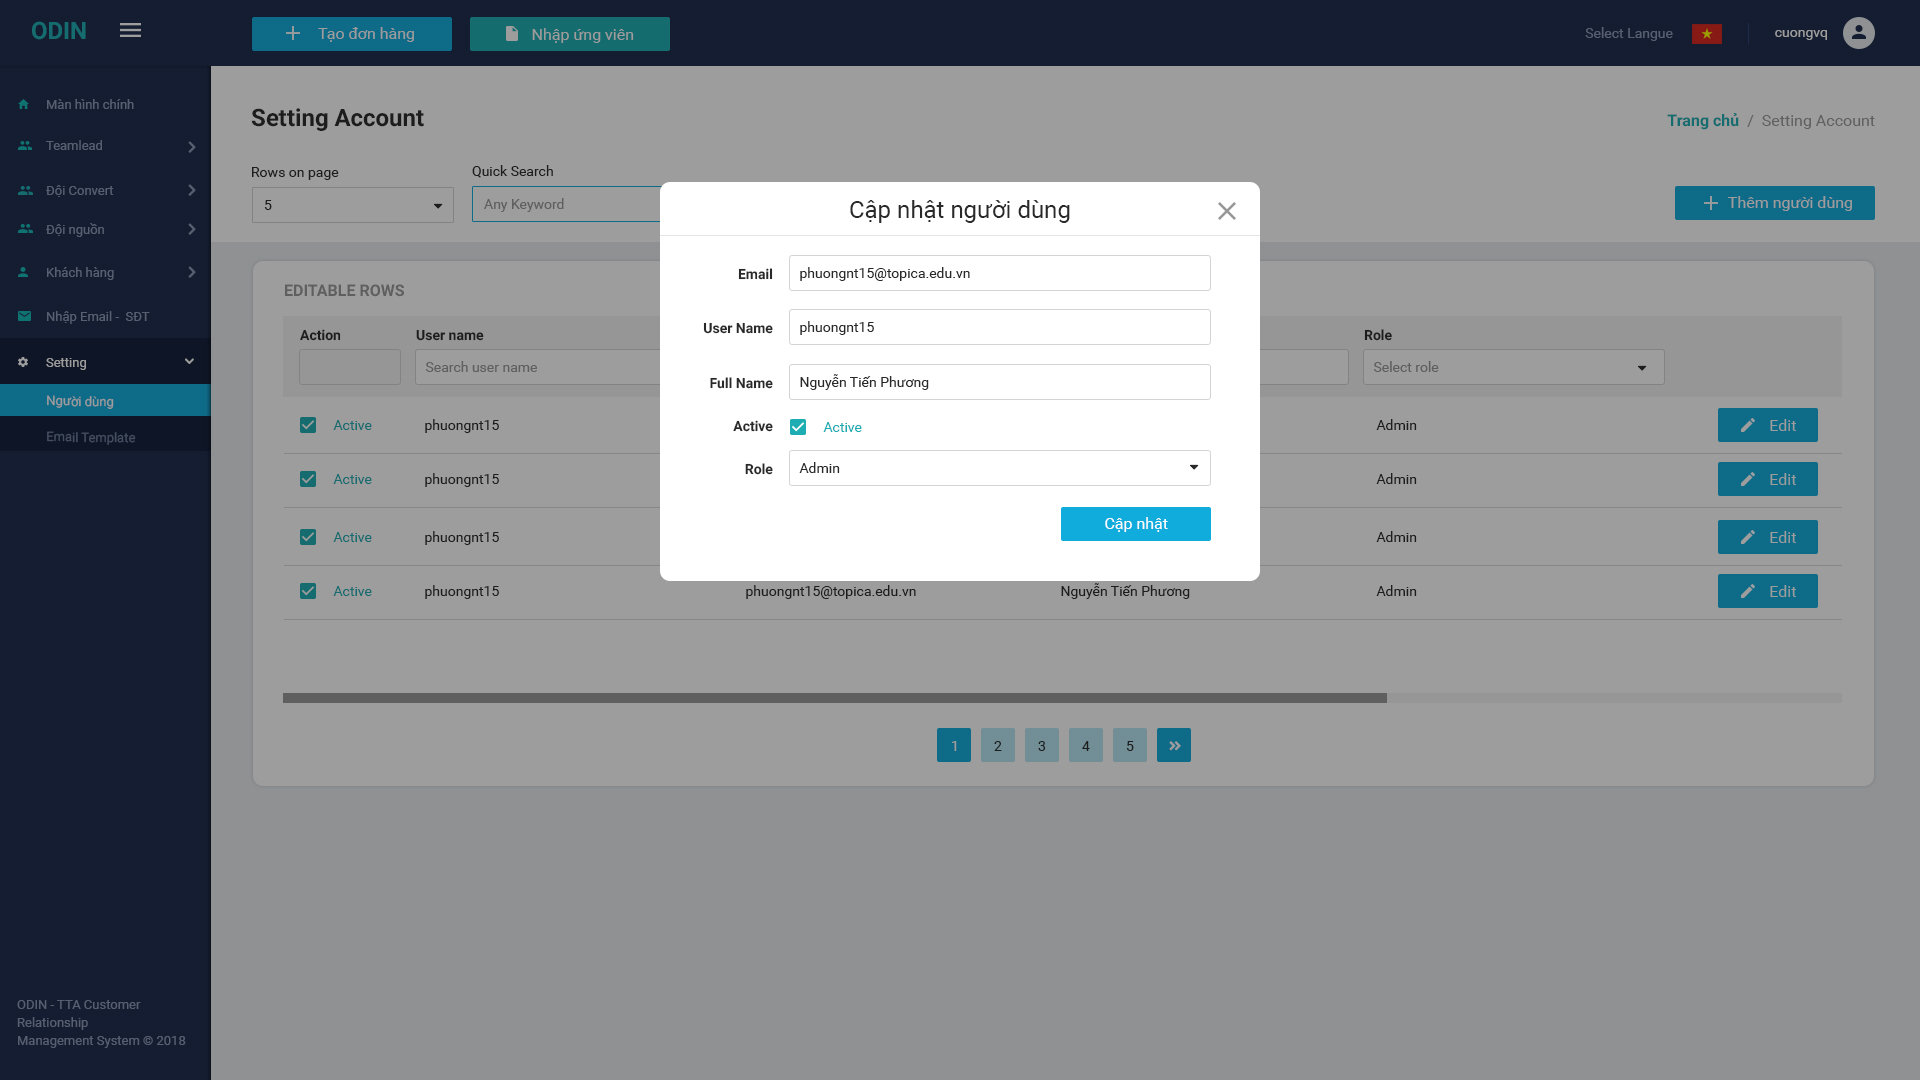 ODIN
Tạo đơn hàng
Nhập ứng viên
Select Langue
cuongvq
Màn hình chính
Teamlead
Đội Convert
Đội nguồn
Khách hàng
Nhập Email - SĐT
Setting
Người dùng
Email Template
ODIN - TTA Customer
Relationship
Management System © 2018
Setting Account
Trang chủ / Setting Account
Rows on page
5
Quick Search
Any Keyword
Thêm người dùng
EDITABLE ROWS
Action
User name
Role
Search user name
Select role
Active phuongnt15 Admin Edit
Active phuongnt15 Admin Edit
Active phuongnt15 Admin Edit
Active phuongnt15 phuongnt15@topica.edu.vn Nguyễn Tiến Phương Admin Edit
1 2 3 4 5 »
Cập nhật người dùng
Email phuongnt15@topica.edu.vn
User Name phuongnt15
Full Name Nguyễn Tiến Phương
Active Active
Role Admin
Cập nhật